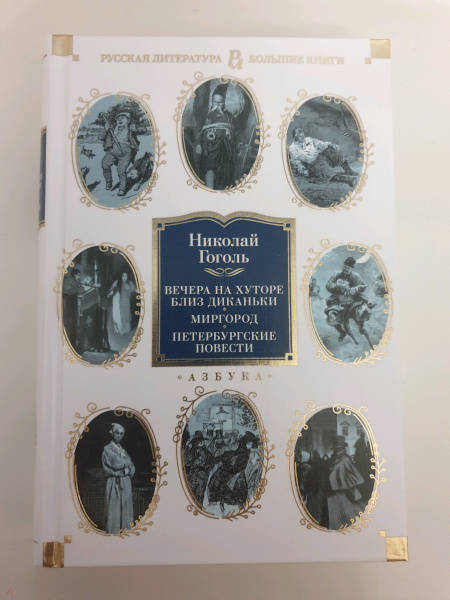 РУССКАЯ ЛИТЕРАТУРА БОЛЬШИЕ КНИГИ
Николай
Гоголь
ВЕЧЕРА НА ХУТОРЕ
БЛИЗ ДИКАНЬКИ
МИРГОРОД
ПЕТЕРБУРГСКИЕ
ПОВЕСТИ
• АЗБУКА •